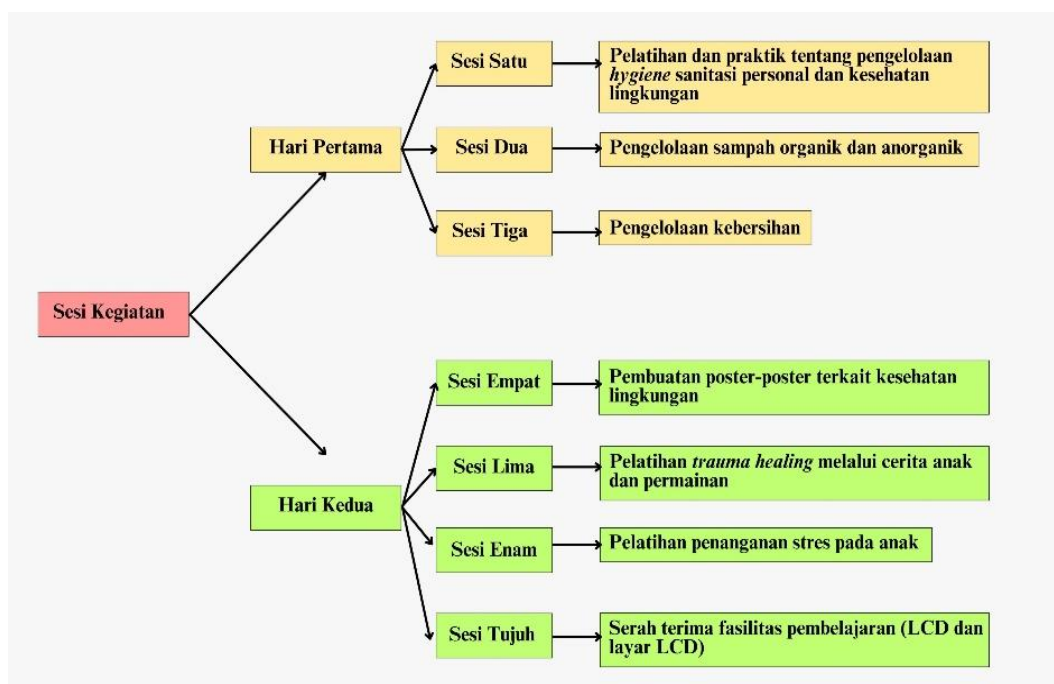 Sesi Kegiatan
Hari Pertama
Sesi Satu
Pelatihan dan praktik tentang pengelolaan
hygiene sanitasi personal dan kesehatan
lingkungan
Sesi Dua
Pengelolaan sampah organik dan anorganik
Sesi Tiga
Pengelolaan kebersihan
Hari Kedua
Sesi Empat
Pembuatan poster-poster terkait kesehatan
lingkungan
Sesi Lima
Pelatihan trauma healing melalui cerita anak
dan permainan
Sesi Enam
Pelatihan penanganan stres pada anak
Sesi Tujuh
Serah terima fasilitas pembelajaran (LCD dan
layar LCD)